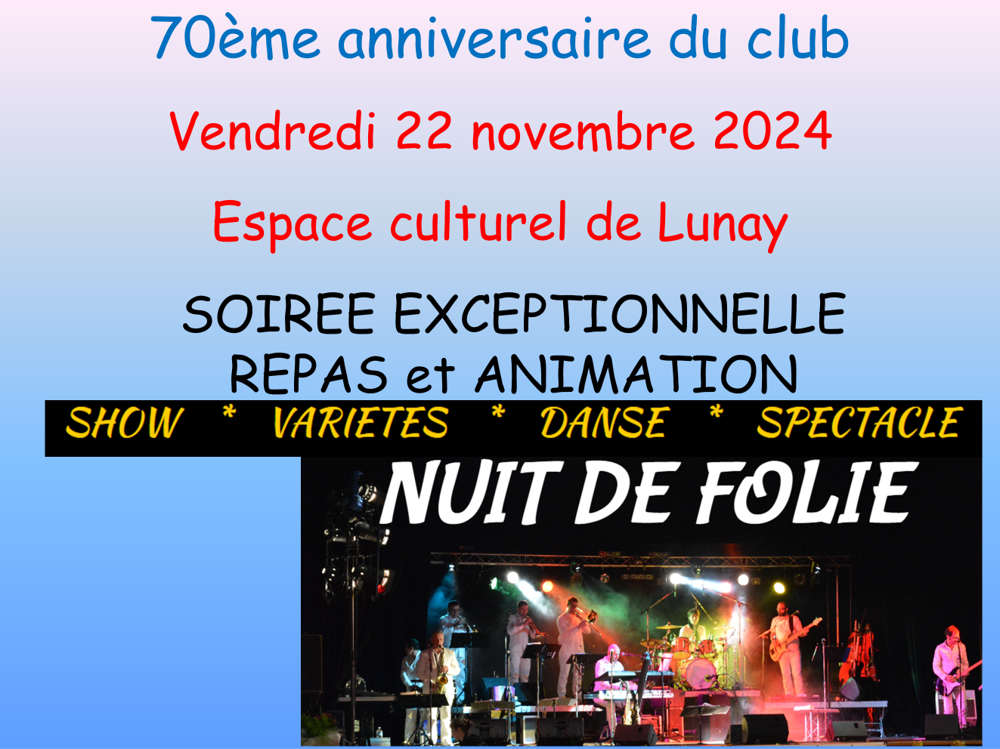 70ème anniversaire du club
Vendredi 22 novembre 2024
Espace culturel de Lunay
SOIREE EXCEPTIONNELLE
REPAS et ANIMATION
SHOW * VARIETES * DANSE * SPECTACLE
NUIT DE FOLIE